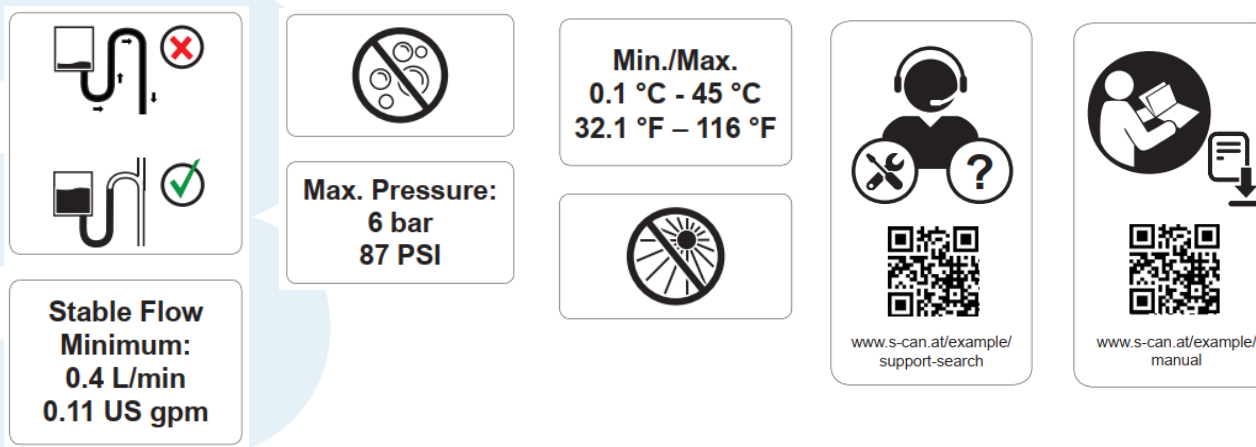 Stable Flow
Minimum:
0.4 L/min
0.11 US gpm
Max. Pressure:
6 bar
87 PSI
Min./Max.
0.1 °C - 45 °C
32.1 °F – 116 °F
?
www.s-can.at/example/
support-search
www.s-can.at/example/
manual